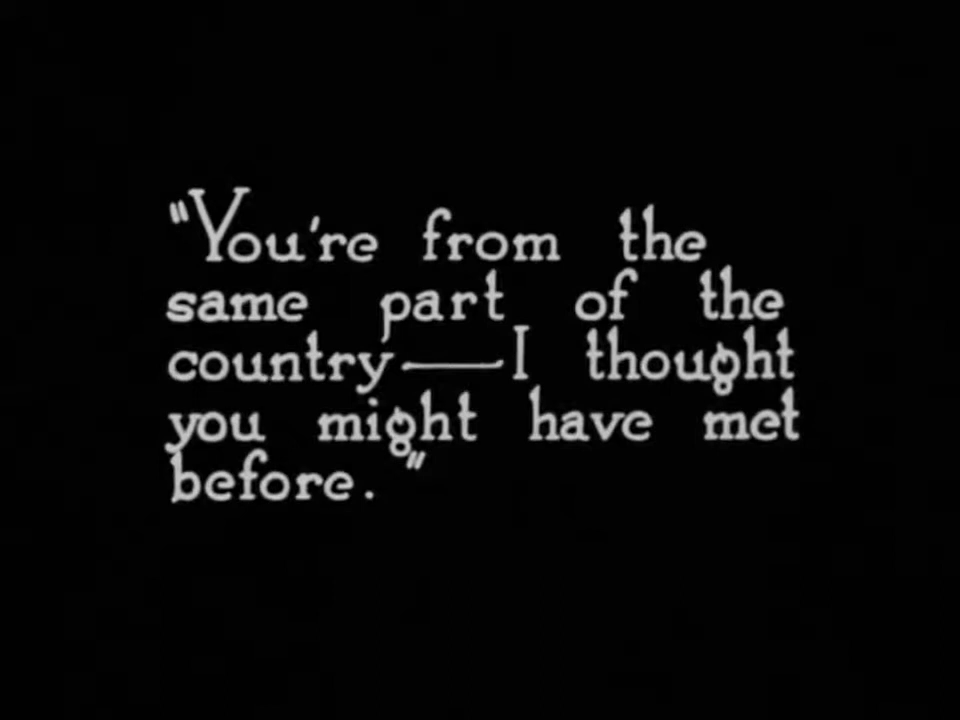 "You're from the
same part of the
country—I thought
you might have met
before."